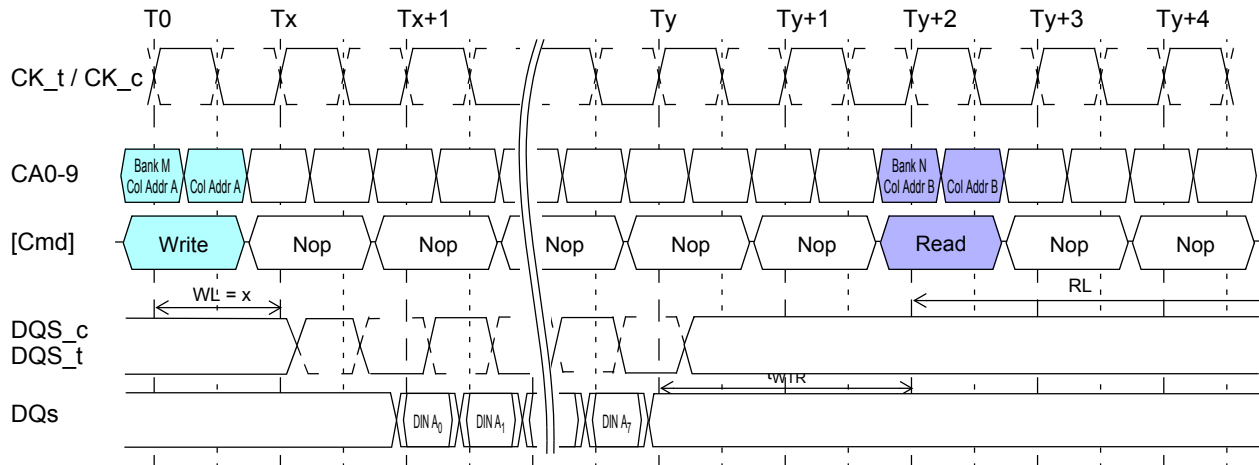 T0 Tx Tx+1 Ty Ty+1 Ty+2 Ty+3 Ty+4
CK_t / CK_c
CA0-9
Bank M
Col Addr A
Col Addr A
Bank N
Col Addr B
Col Addr B
[Cmd] Write Nop Nop Nop Nop Nop Read Nop Nop
WL = x
RL
DQS_c
DQS_t
tWTR
DQs DIN A0 DIN A1 DIN A7